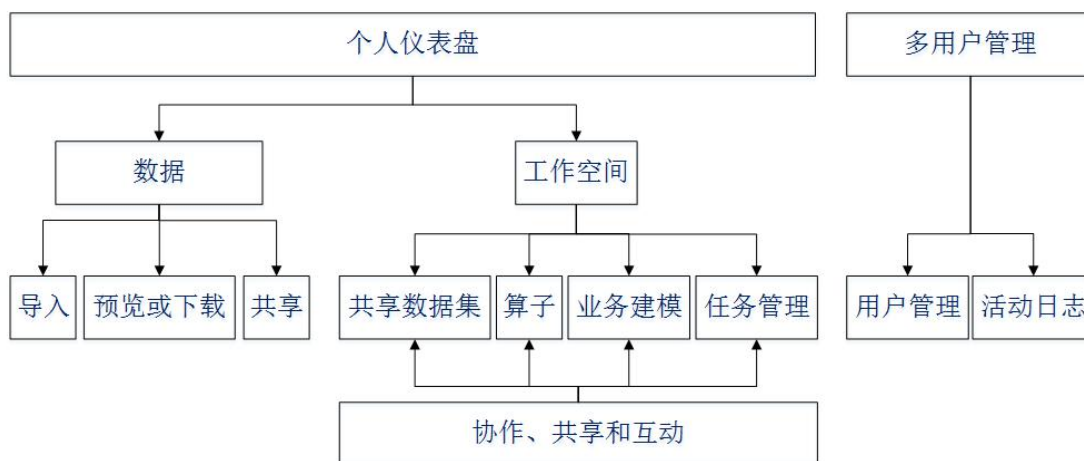 个人仪表盘
多用户管理
数据
工作空间
导入
预览或下载
共享
共享数据集
算子
业务建模
任务管理
用户管理
活动日志
协作、共享和互动